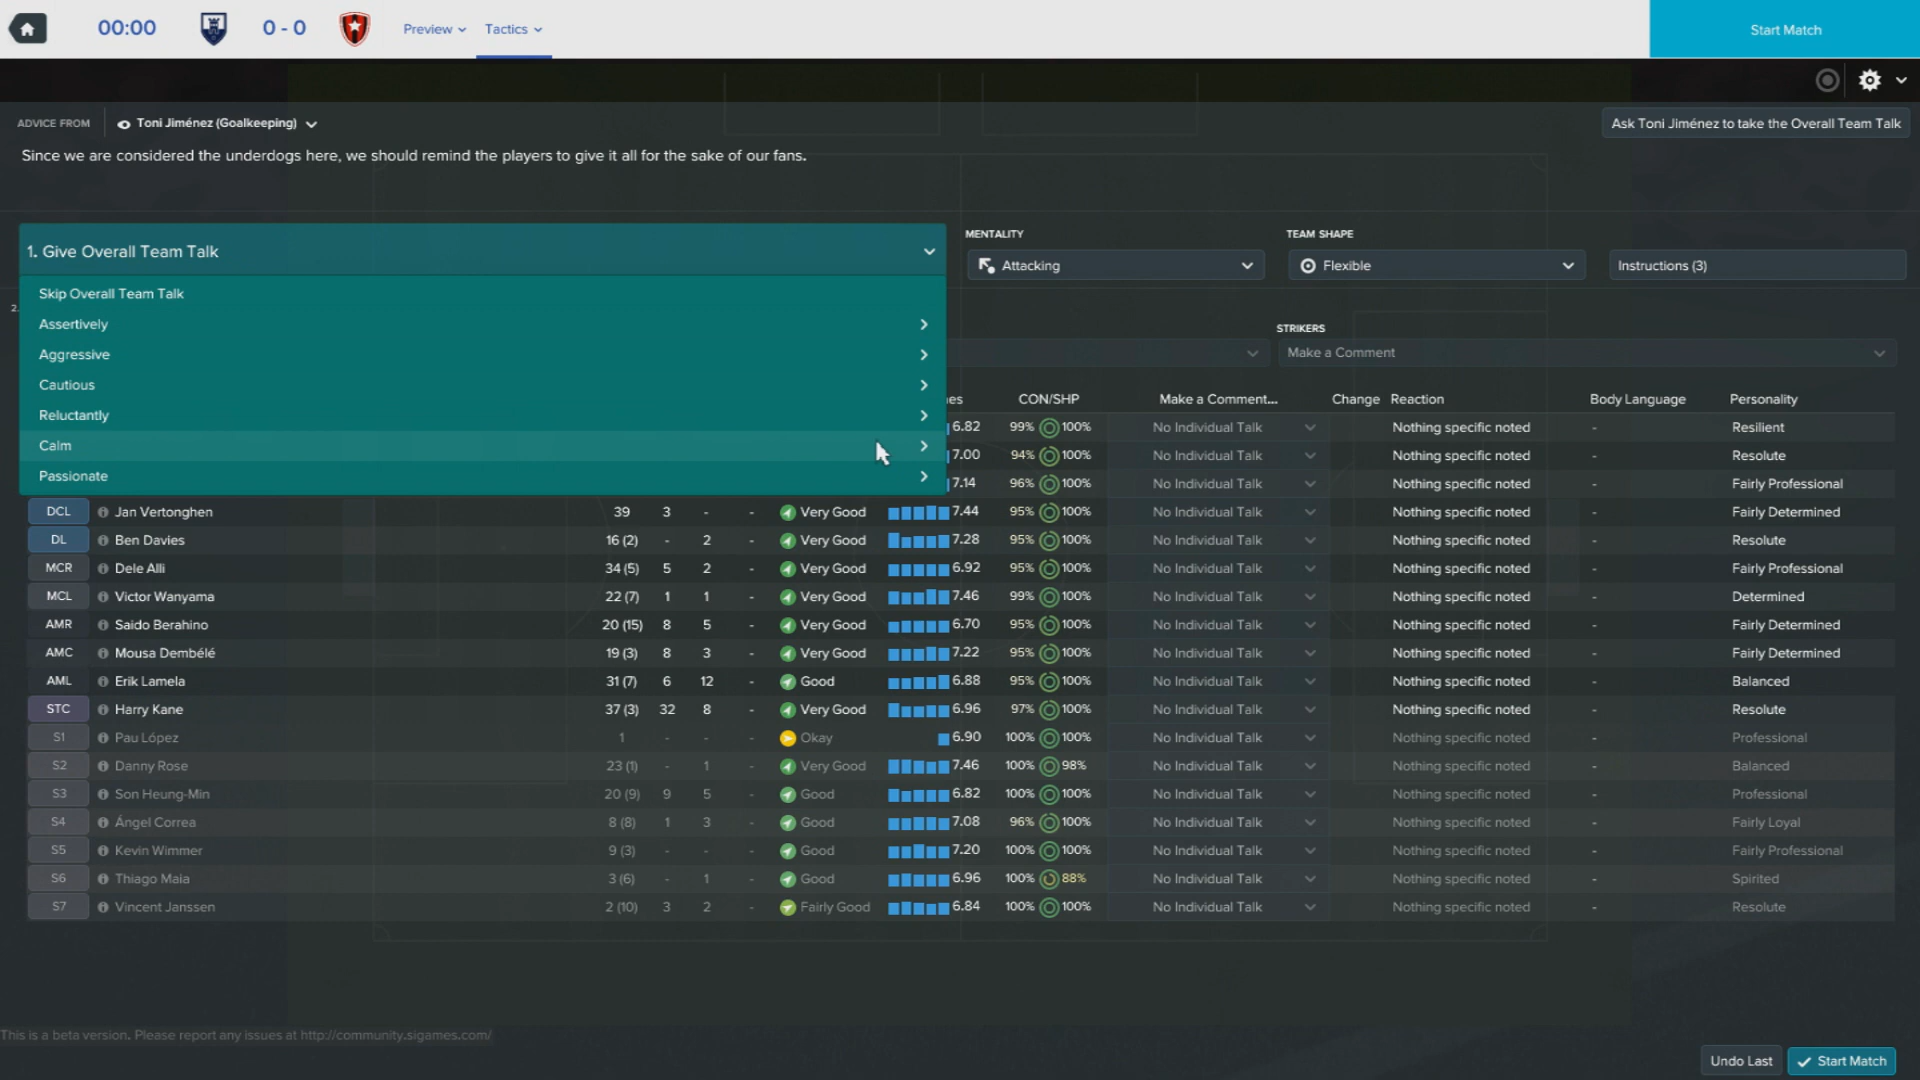 00:00 0 - 0 Preview Tactics Start Match
ADVICE FROM Toni Jiménez (Goalkeeping) Ask Toni Jiménez to take the Overall Team Talk
Since we are considered the underdogs here, we should remind the players to give it all for the sake of our fans.
MENTALITY TEAM SHAPE
1. Give Overall Team Talk Attacking Flexible Instructions (3)
Skip Overall Team Talk
2.
Assertively STRIKERS
Aggressive Make a Comment
Cautious
CON/SHP Make a Comment... Change Reaction Body Language Personality
Reluctantly 6.82 99% 100% No Individual Talk Nothing specific noted - Resilient
Calm 7.00 94% 100% No Individual Talk Nothing specific noted - Resolute
Passionate 7.14 96% 100% No Individual Talk Nothing specific noted - Fairly Professional
DCL Jan Vertonghen 39 3 - - Very Good 7.44 95% 100% No Individual Talk Nothing specific noted - Fairly Determined
DL Ben Davies 16 (2) - 2 - Very Good 7.28 95% 100% No Individual Talk Nothing specific noted - Resolute
MCR Dele Alli 34 (5) 5 2 - Very Good 6.92 95% 100% No Individual Talk Nothing specific noted - Fairly Professional
MCL Victor Wanyama 22 (7) 1 1 - Very Good 7.46 99% 100% No Individual Talk Nothing specific noted - Determined
AMR Saido Berahino 20 (15) 8 5 - Very Good 6.70 95% 100% No Individual Talk Nothing specific noted - Fairly Determined
AMC Mousa Dembélé 19 (3) 8 3 - Very Good 7.22 95% 100% No Individual Talk Nothing specific noted - Fairly Determined
AML Erik Lamela 31 (7) 6 12 - Good 6.88 95% 100% No Individual Talk Nothing specific noted - Balanced
STC Harry Kane 37 (3) 32 8 - Very Good 6.96 97% 100% No Individual Talk Nothing specific noted - Resolute
S1 Pau López 1 - - - Okay 6.90 100% 100% No Individual Talk Nothing specific noted - Professional
S2 Danny Rose 23 (1) - 1 - Very Good 7.46 100% 98% No Individual Talk Nothing specific noted - Balanced
S3 Son Heung-Min 20 (9) 9 5 - Good 6.82 100% 100% No Individual Talk Nothing specific noted - Professional
S4 Ángel Correa 8 (8) 1 3 - Good 7.08 96% 100% No Individual Talk Nothing specific noted - Fairly Loyal
S5 Kevin Wimmer 9 (3) - - - Good 7.20 100% 100% No Individual Talk Nothing specific noted - Fairly Professional
S6 Thiago Maia 3 (6) - 1 - Good 6.96 100% 88% No Individual Talk Nothing specific noted - Spirited
S7 Vincent Janssen 2 (10) 3 2 - Fairly Good 6.84 100% 100% No Individual Talk Nothing specific noted - Resolute
This is a beta version. Please report any issues at http://community.sigames.com/
Undo Last Start Match